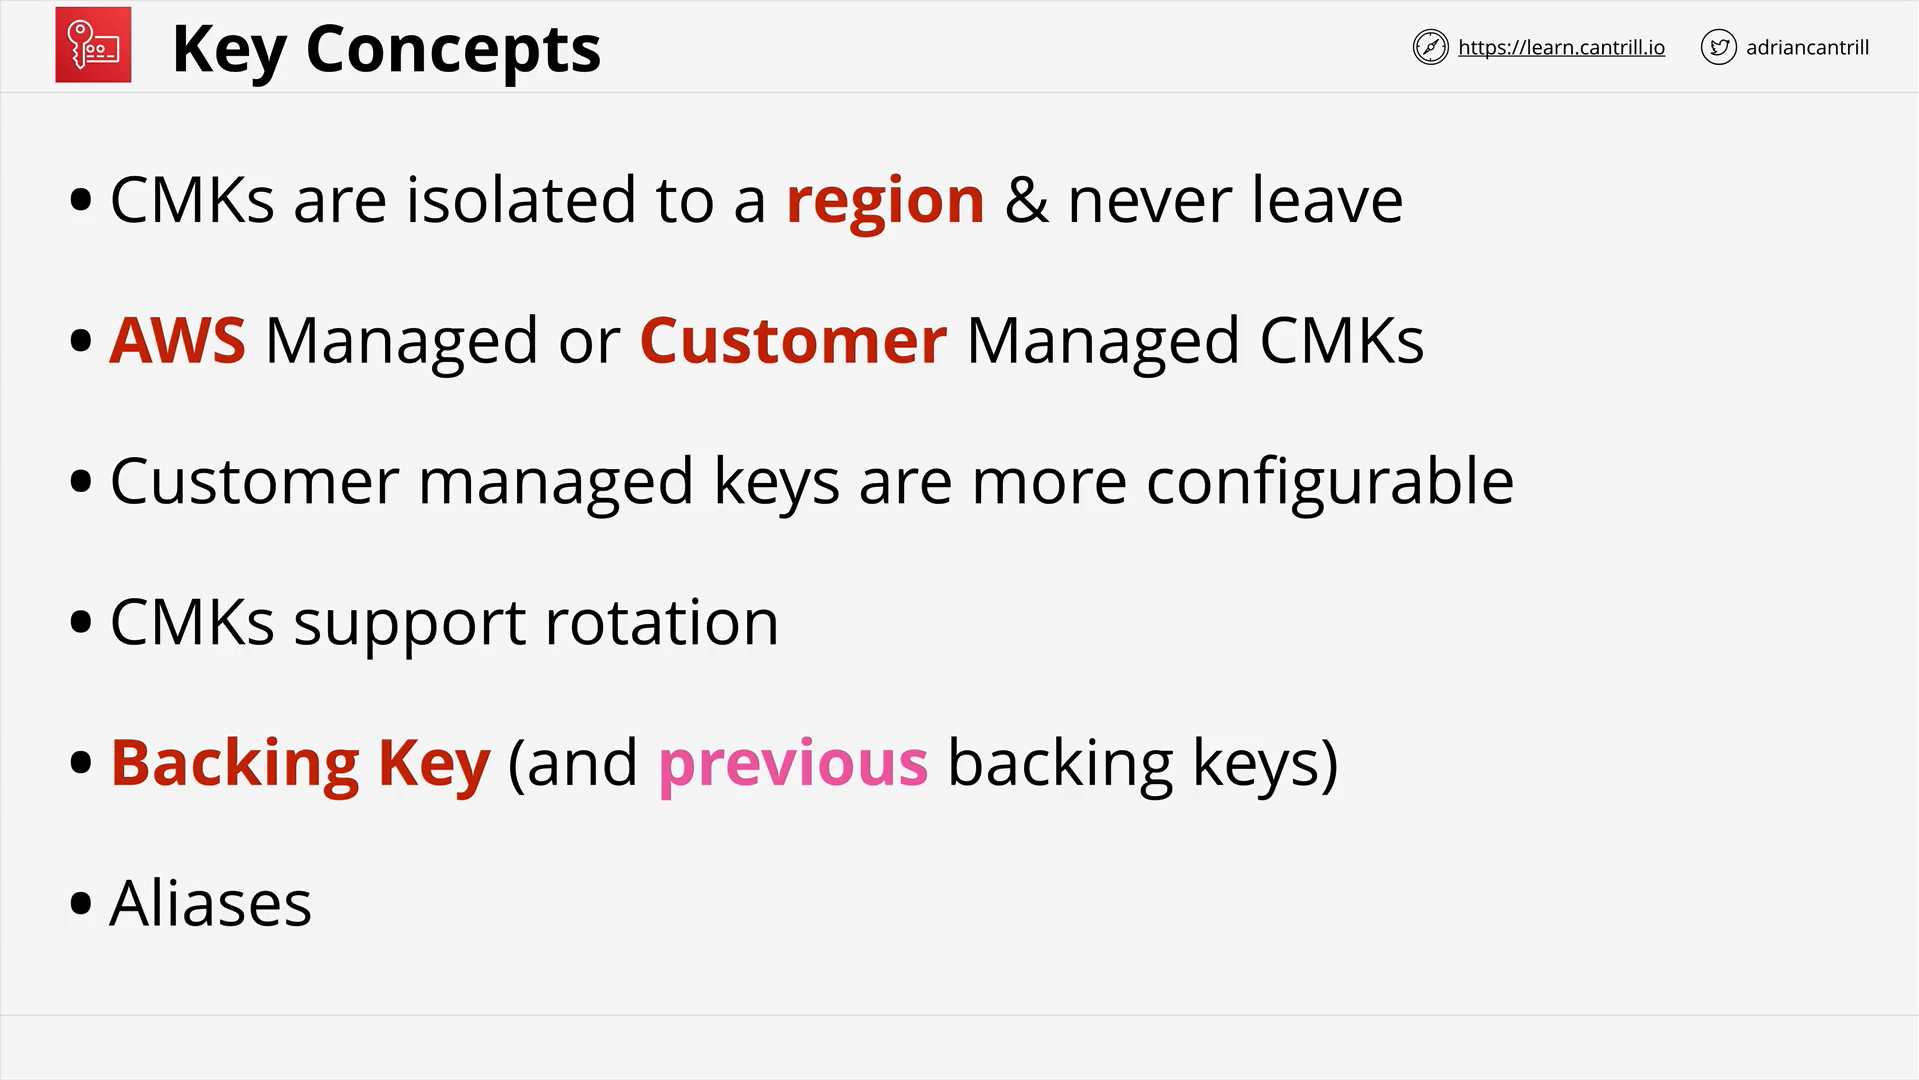 Key Concepts
https://learn.cantrill.io
adriancantrill
• CMKs are isolated to a region & never leave
• AWS Managed or Customer Managed CMKs
• Customer managed keys are more configurable
• CMKs support rotation
• Backing Key (and previous backing keys)
• Aliases